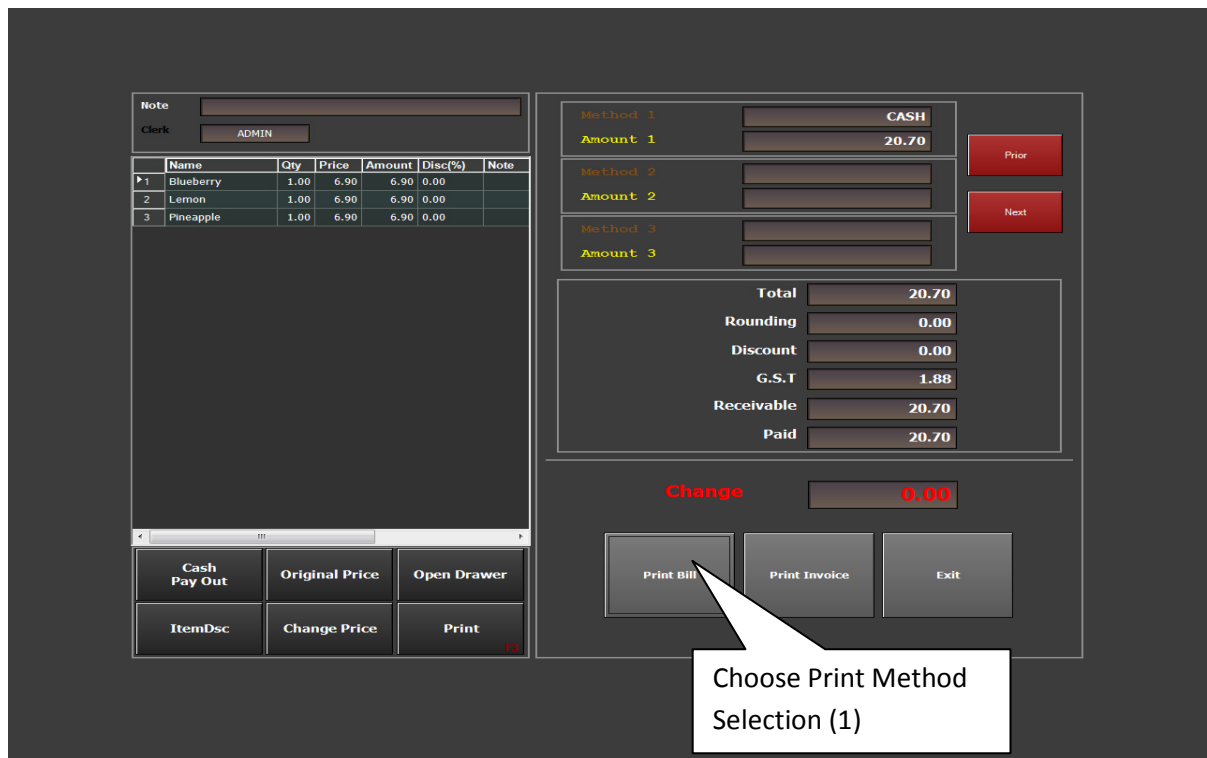 Note
Clerk ADMIN
Name Qty Price Amount Disc(%) Note
1 Blueberry 1.00 6.90 6.90 0.00
2 Lemon 1.00 6.90 6.90 0.00
3 Pineapple 1.00 6.90 6.90 0.00
Cash
Pay Out
Original Price
Open Drawer
ItemDsc
Change Price
Print
Method 1 CASH
Amount 1 20.70
Method 2
Amount 2
Method 3
Amount 3
Prior
Next
Total 20.70
Rounding 0.00
Discount 0.00
G.S.T 1.88
Receivable 20.70
Paid 20.70
Change 0.00
Print Bill
Print Invoice
Exit
Choose Print Method
Selection (1)